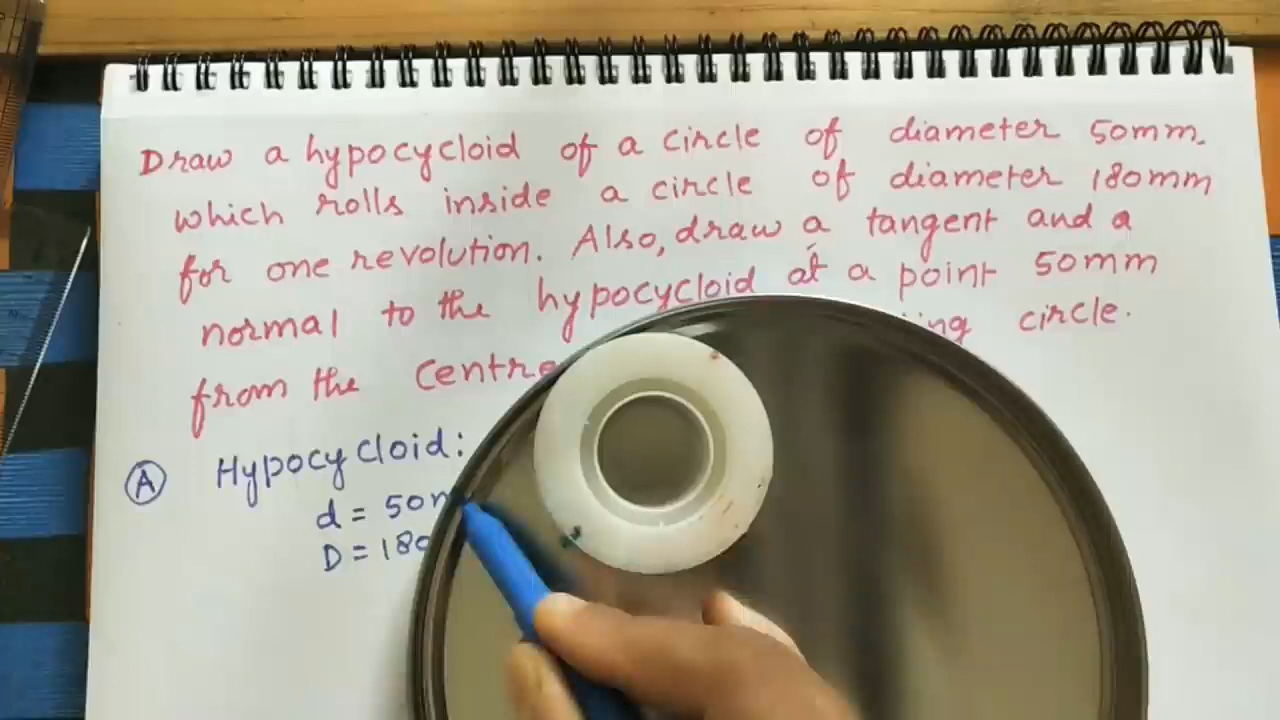 Draw a hypocycloid of a circle of diameter 50mm.
which rolls inside a circle of diameter 180mm
for one revolution. Also, draw a tangent and a
normal to the hypocycloid at a point 50mm
from the centre circle.
A Hypocycloid:
d = 50
D = 180